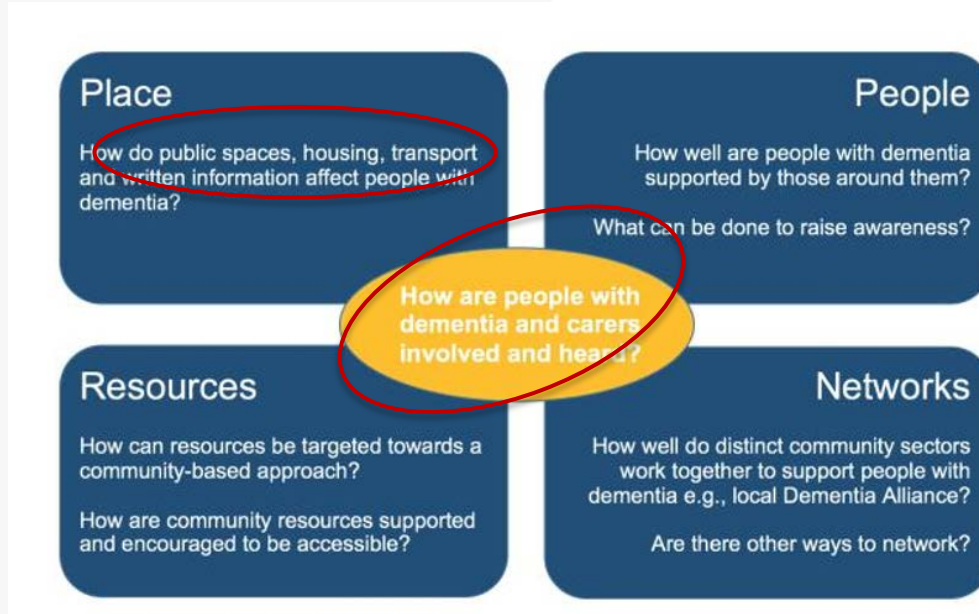 Place
How do public spaces, housing, transport
and written information affect people with
dementia?
People
How well are people with dementia
supported by those around them?
What can be done to raise awareness?
How are people with
dementia and carers
involved and heard?
Resources
How can resources be targeted towards a
community-based approach?
How are community resources supported
and encouraged to be accessible?
Networks
How well do distinct community sectors
work together to support people with
dementia e.g., local Dementia Alliance?
Are there other ways to network?